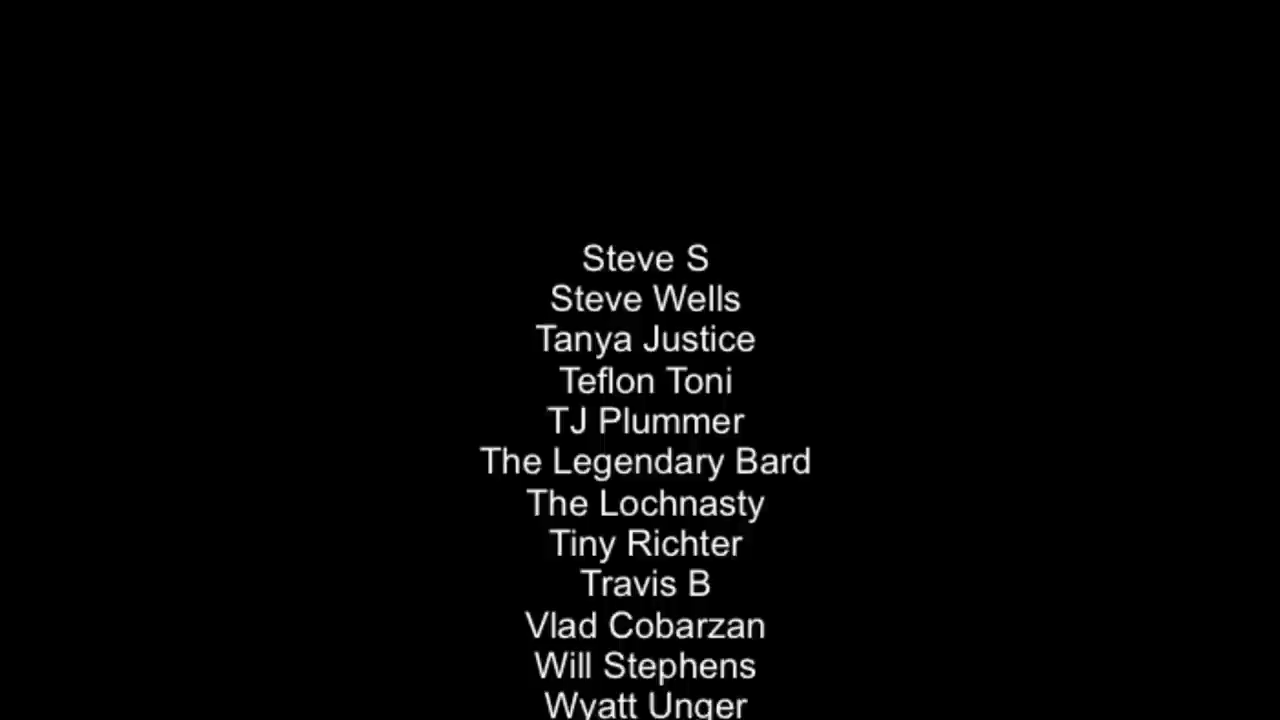 Steve S
Steve Wells
Tanya Justice
Teflon Toni
TJ Plummer
The Legendary Bard
The Lochnasty
Tiny Richter
Travis B
Vlad Cobarzan
Will Stephens
Wyatt Unger